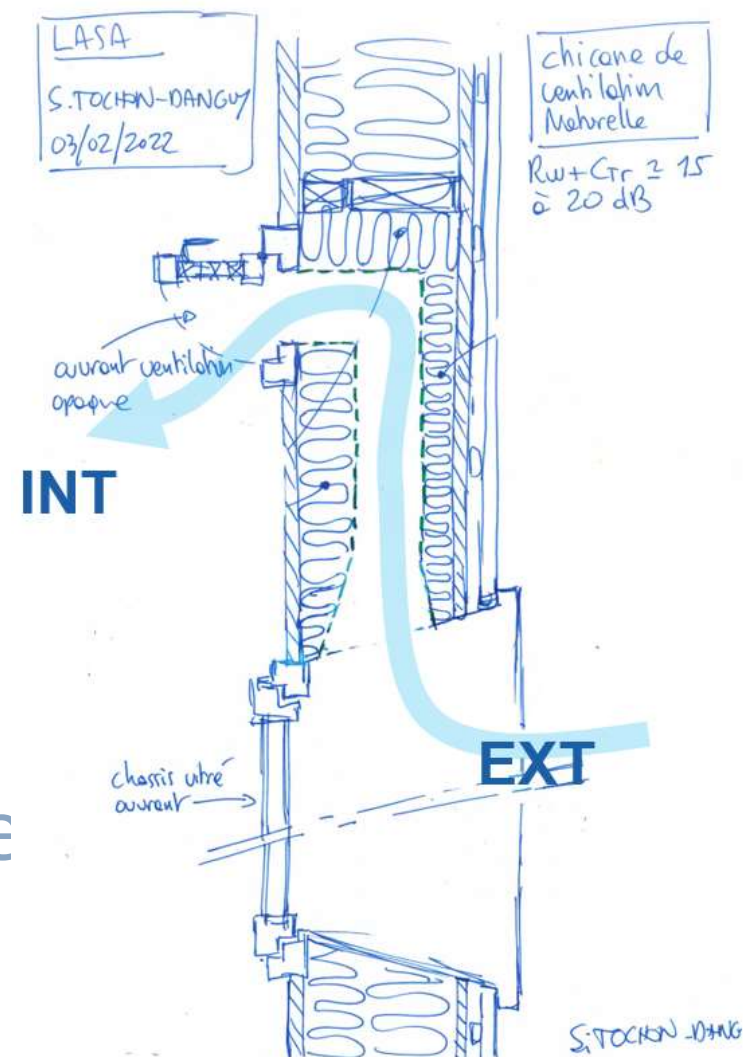 LASA
S. TOCHON-DANGUY
03/02/2022
chicane de
ventilation
Naturelle
Rw+CTr ≥ 15
à 20 dB
ouvrant ventilation
opaque
INT
EXT
chassis vitré
ouvrant
e
S. TOCHON-DANG